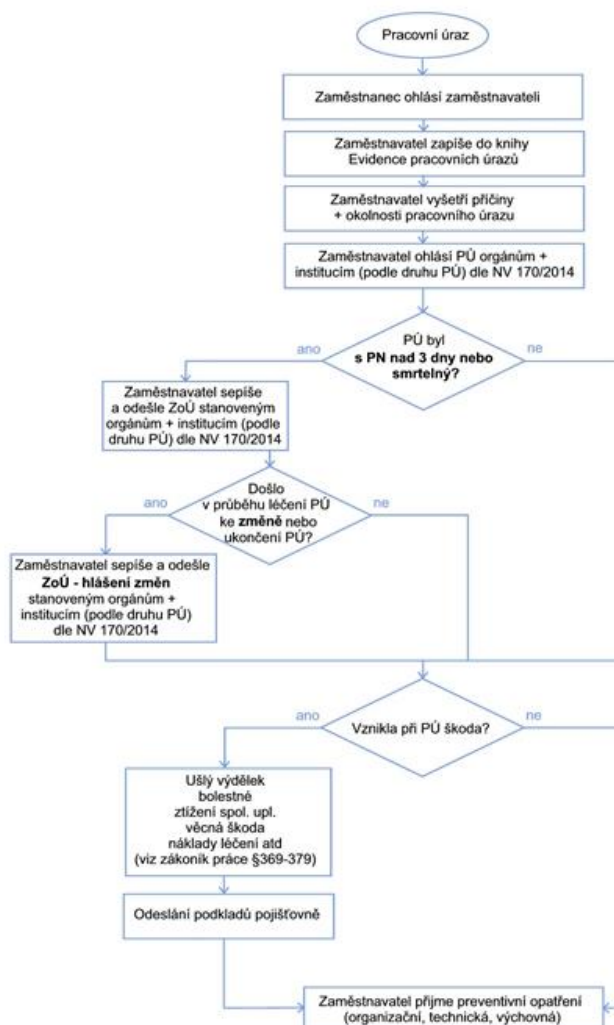 Pracovní úraz
Zaměstnanec ohlásí zaměstnavateli
Zaměstnavatel zapíše do knihy
Evidence pracovních úrazů
Zaměstnavatel vyšetří příčiny
+ okolnosti pracovního úrazu
Zaměstnavatel ohlásí PÚ orgánům +
institucím (podle druhu PÚ) dle NV 170/2014
PÚ byl
s PN nad 3 dny nebo
smrtelný?
ano
ne
Zaměstnavatel sepíše
a odešle ZoÚ stanoveným
orgánům + institucím (podle
druhu PÚ) dle NV 170/2014
Došlo
v průběhu léčení PÚ
ke změně nebo
ukončení PÚ?
ano
ne
Zaměstnavatel sepíše a odešle
ZoÚ - hlášení změn
stanoveným orgánům +
institucím (podle druhu PÚ)
dle NV 170/2014
Vznikla při PÚ škoda?
ano
ne
Ušlý výdělek
bolestné
ztížení spol. upl.
věcná škoda
náklady léčení atd
(viz zákoník práce §369-379)
Odeslání podkladů pojišťovně
Zaměstnavatel přijme preventivní opatření
(organizační, technická, výchovná)